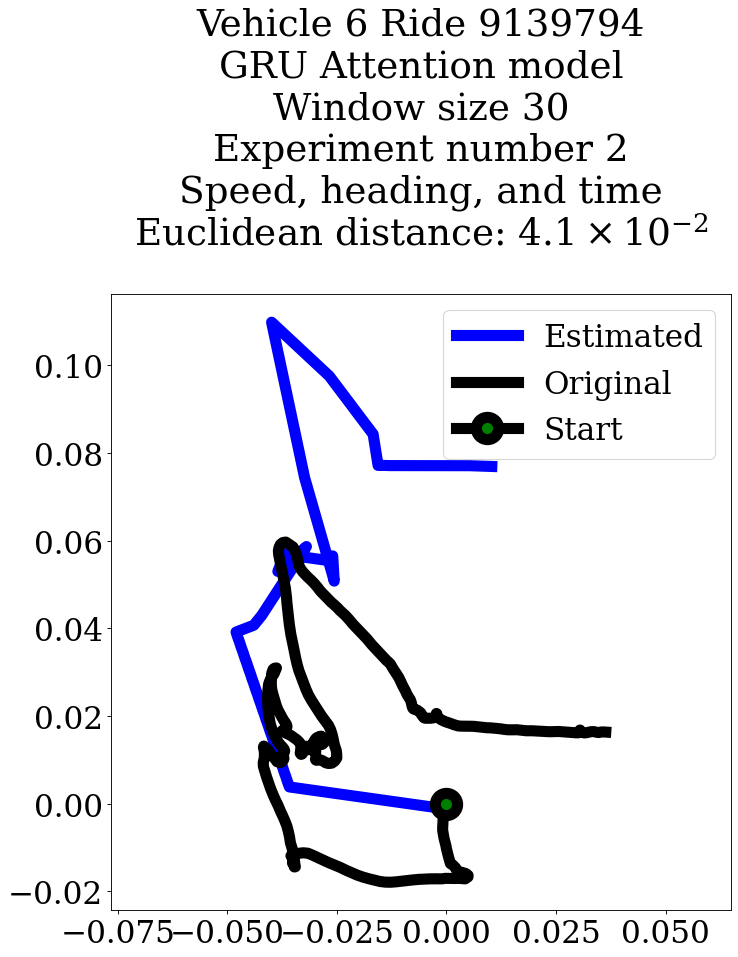 Vehicle 6 Ride 9139794
GRU Attention model
Window size 30
Experiment number 2
Speed, heading, and time
Euclidean distance: 4.1 × 10⁻²
Estimated
Original
Start
0.10
0.08
0.06
0.04
0.02
0.00
−0.02
−0.075 −0.050 −0.025 0.000 0.025 0.050